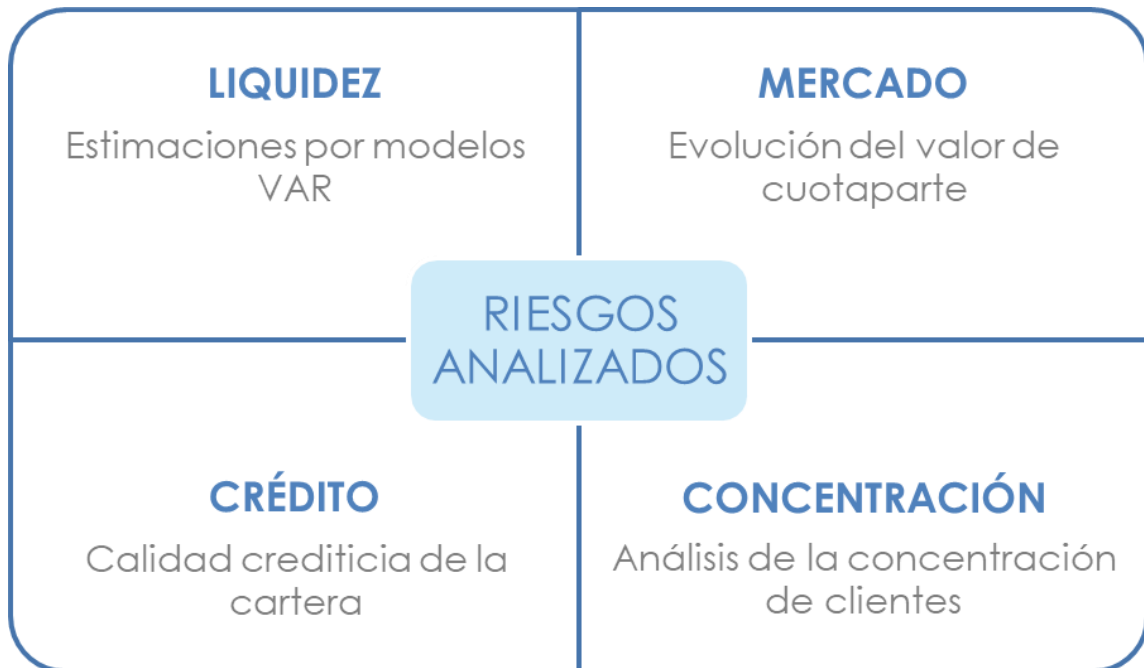 LIQUIDEZ
Estimaciones por modelos
VAR
MERCADO
Evolución del valor de
cuotaparte
RIESGOS
ANALIZADOS
CRÉDITO
Calidad crediticia de la
cartera
CONCENTRACIÓN
Análisis de la concentración
de clientes